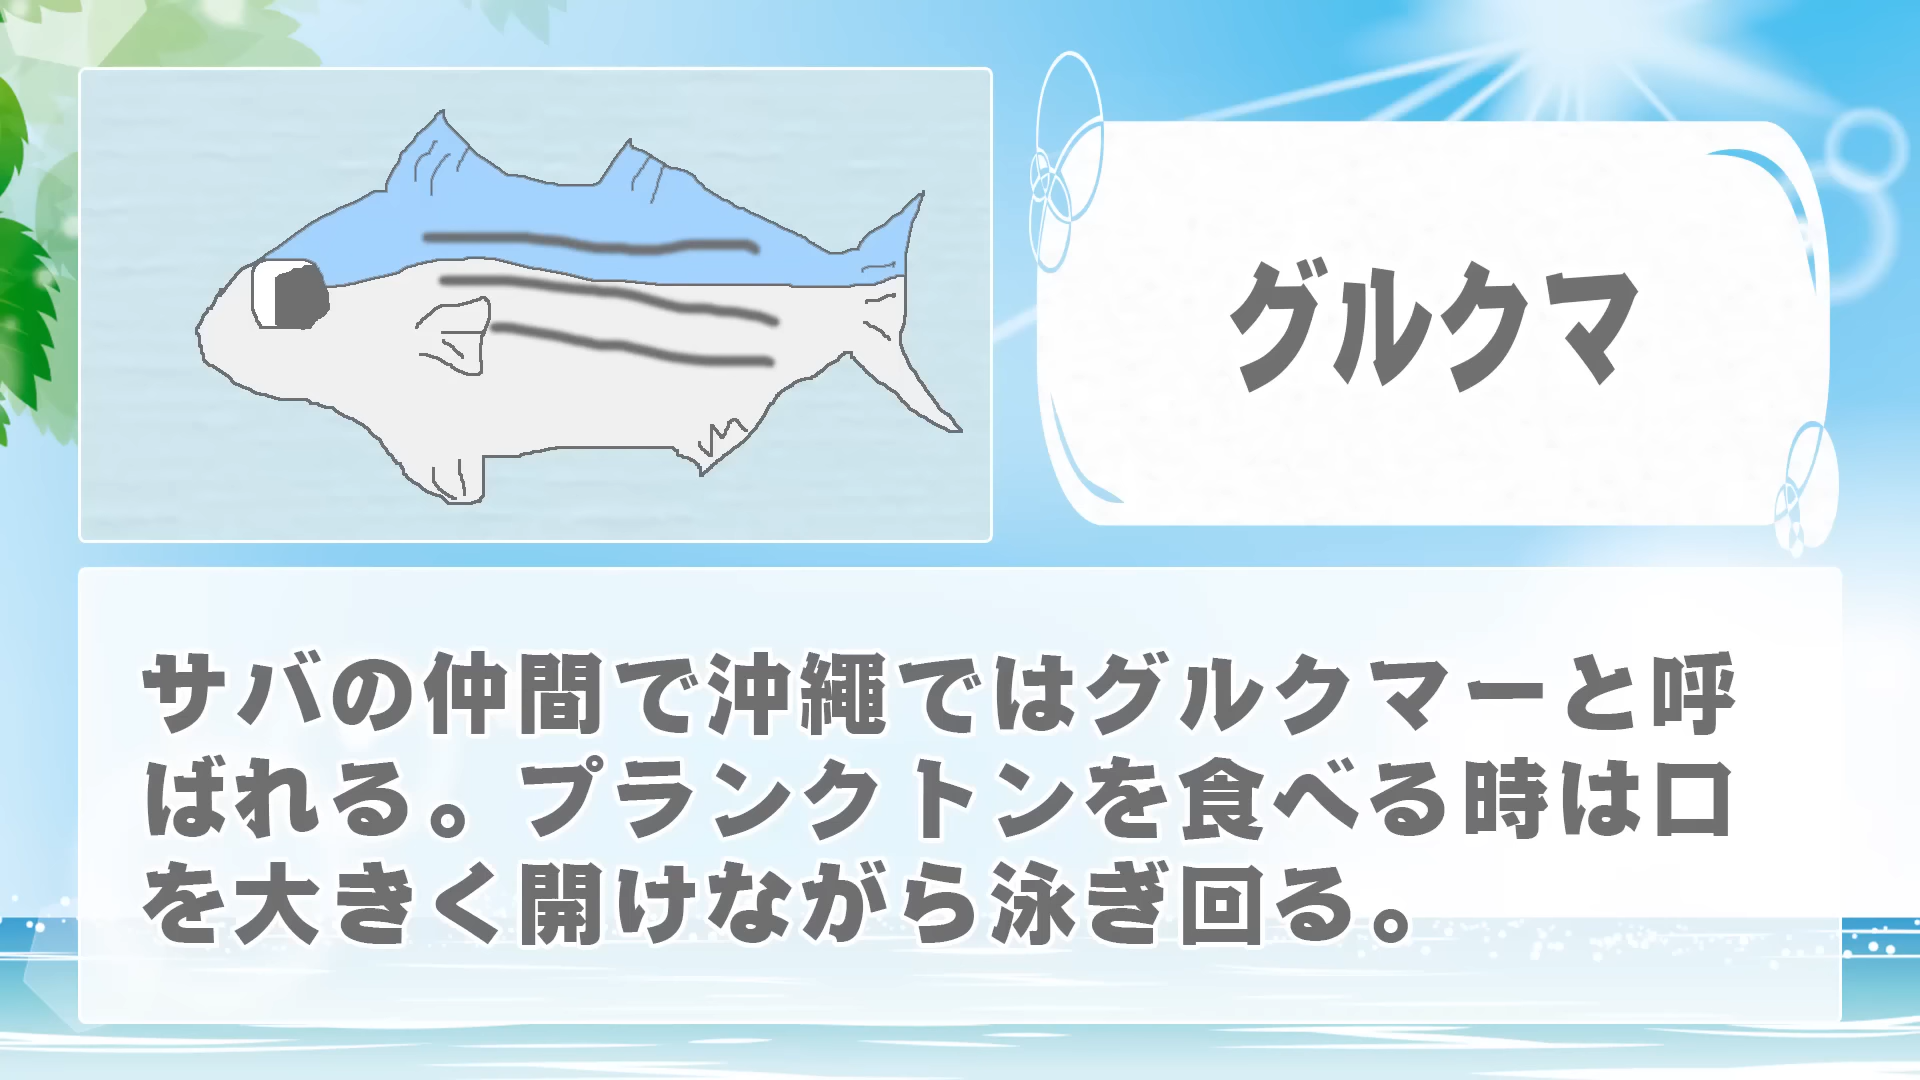 グルクマ
サバの仲間で沖繩ではグルクマーと呼
ばれる。プランクトンを食べる時は口
を大きく開けながら泳ぎ回る。